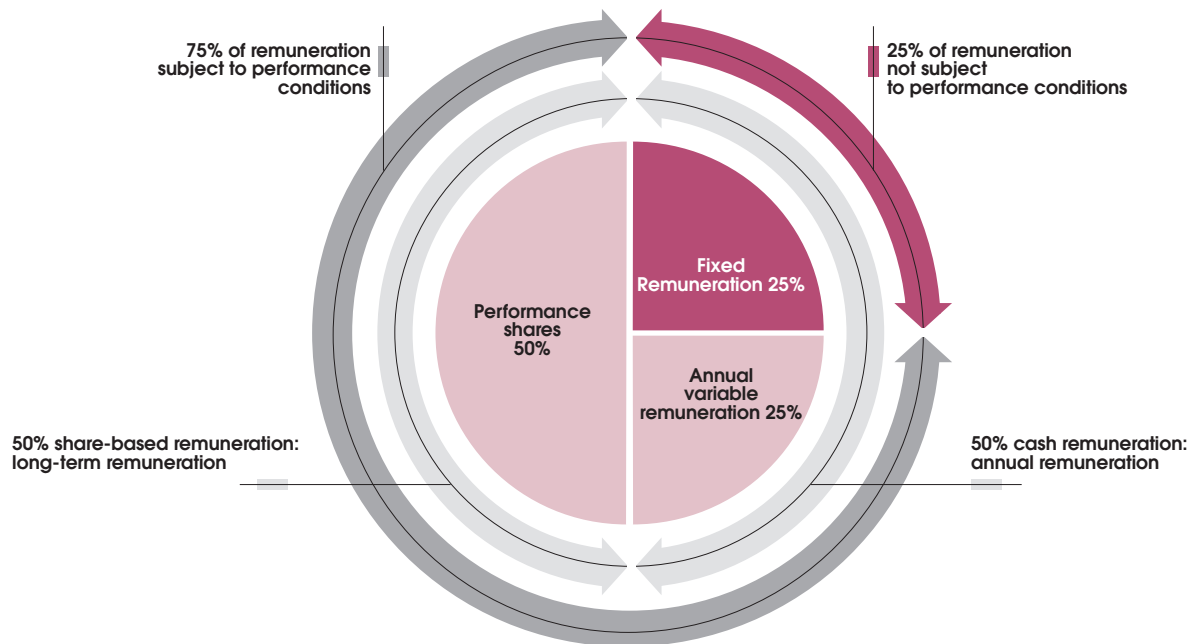 75% of remuneration
subject to performance
conditions
25% of remuneration
not subject
to performance conditions
Fixed
Remuneration 25%
Performance
shares
50%
Annual
variable
remuneration 25%
50% share-based remuneration:
long-term remuneration
50% cash remuneration:
annual remuneration